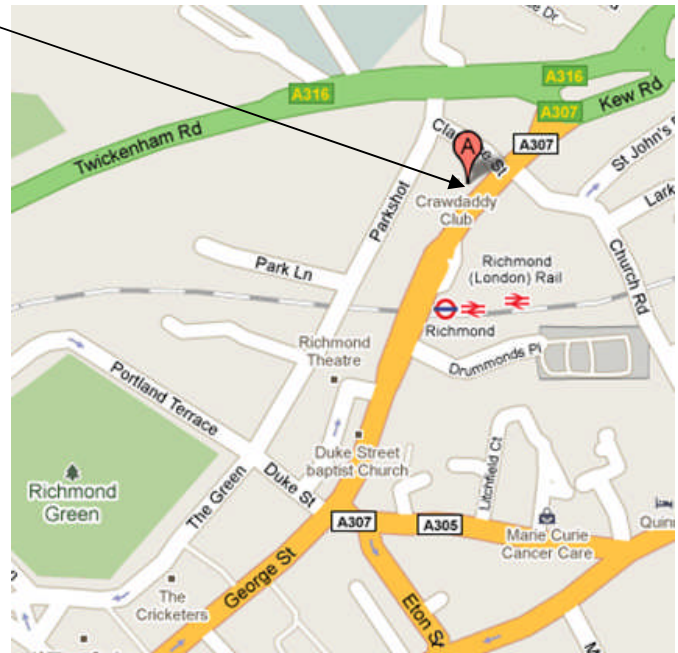 A316
A316
A307
Kew Rd
Twickenham Rd
A307
St John's
A
Crawdaddy
Club
Parkshot
Lark
Church Rd
Park Ln
Richmond
(London) Rail
Richmond
Richmond
Theatre
Drummonds Pl
Portland Terrace
Duke Street
baptist Church
Litchfield Ct
Duke St
The Green
Richmond
Green
A307
A305
Marie Curie
Cancer Care
George St
Eton St
The
Cricketers